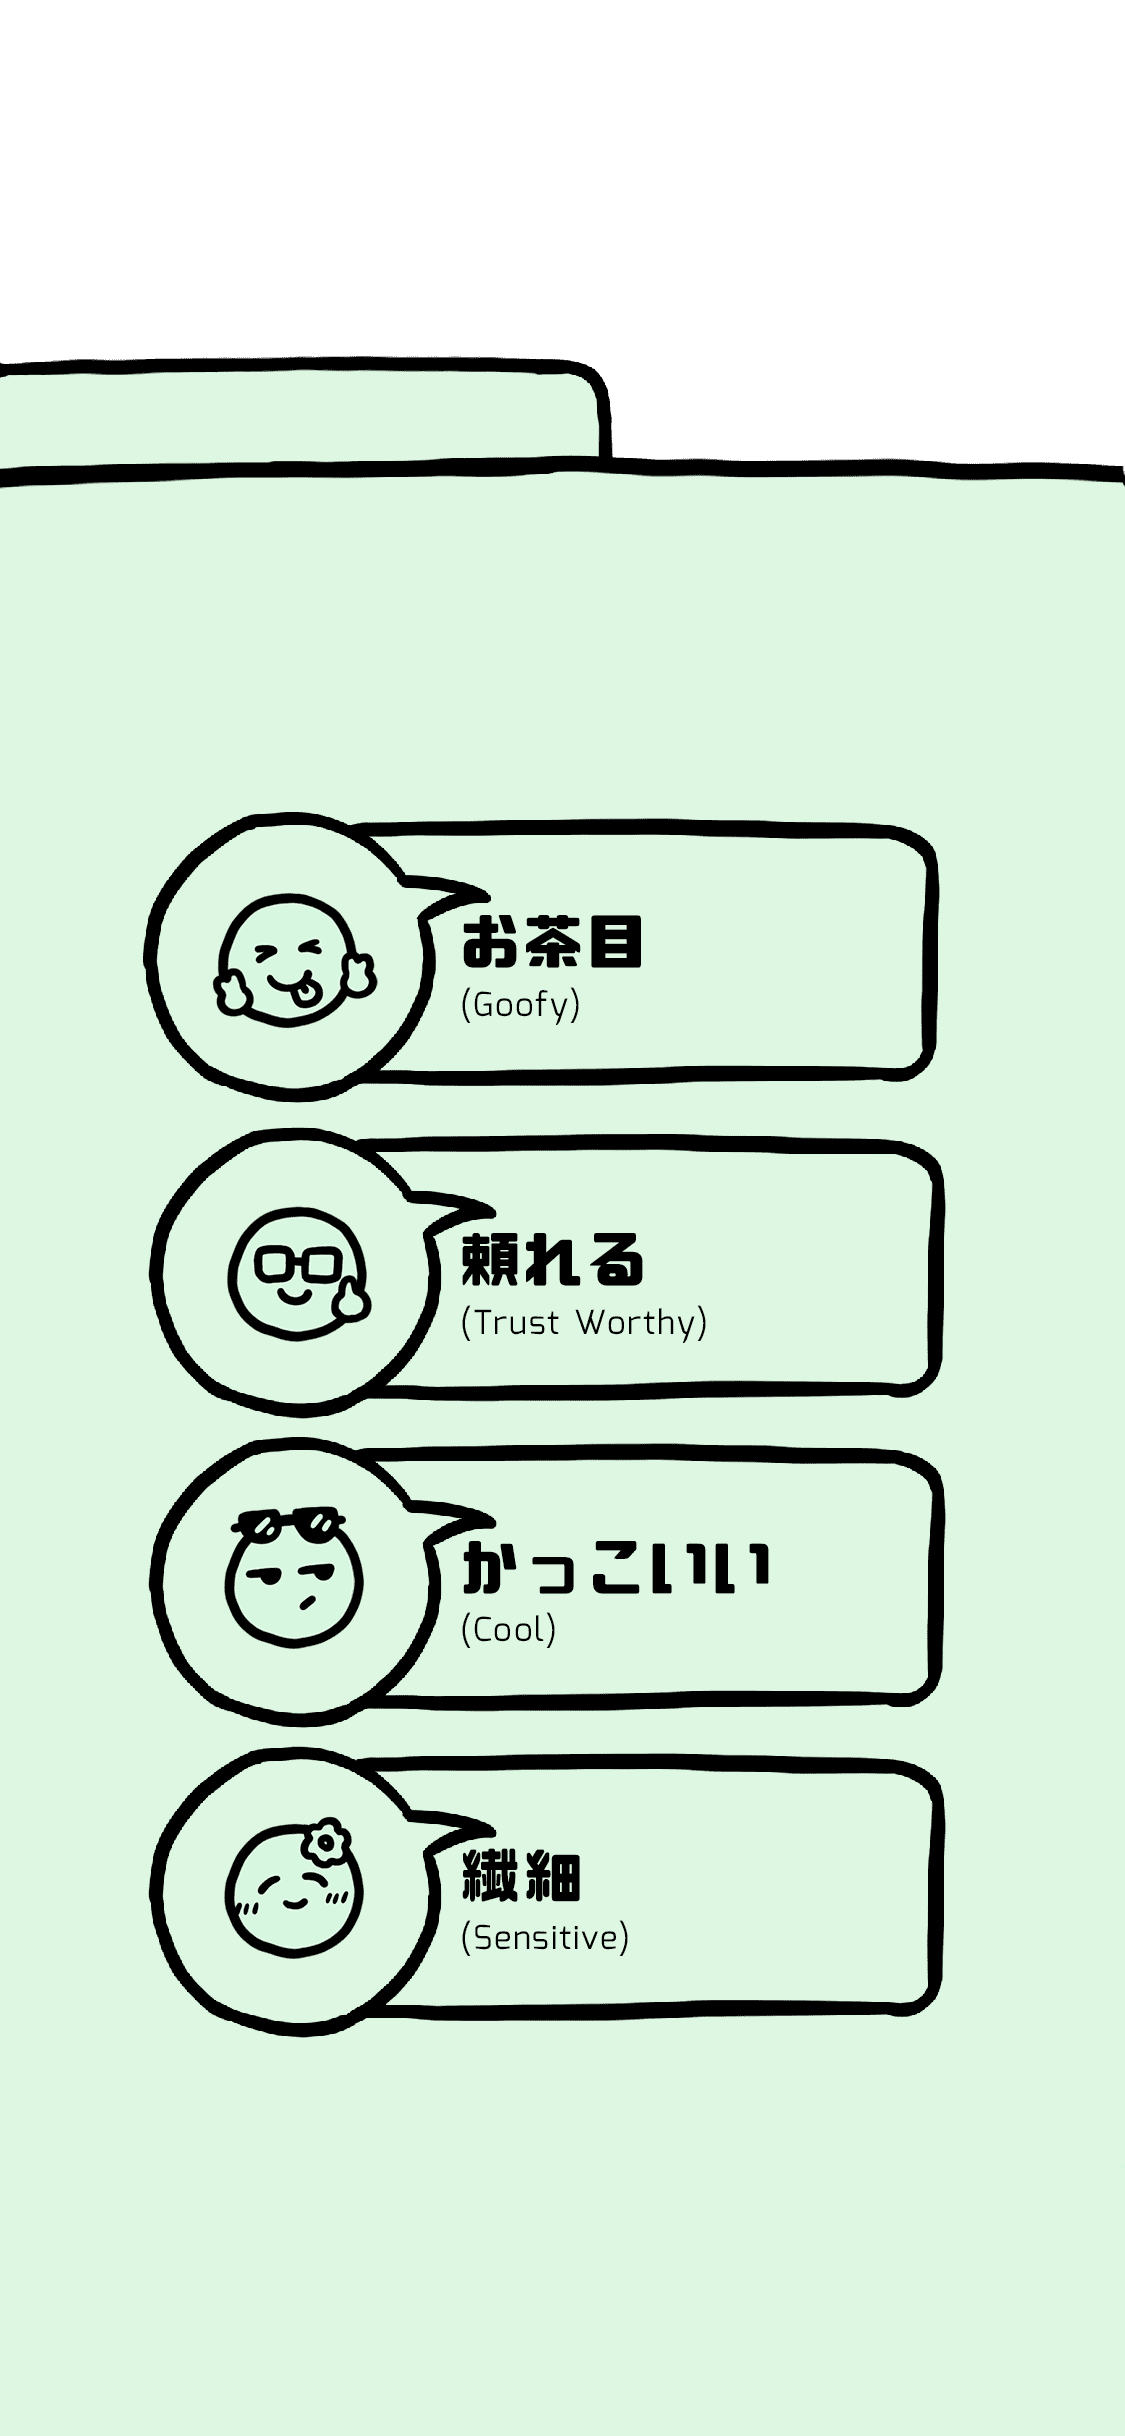 お茶目
(Goofy)
頼れる
(Trust Worthy)
かっこいい
(Cool)
繊細
(Sensitive)